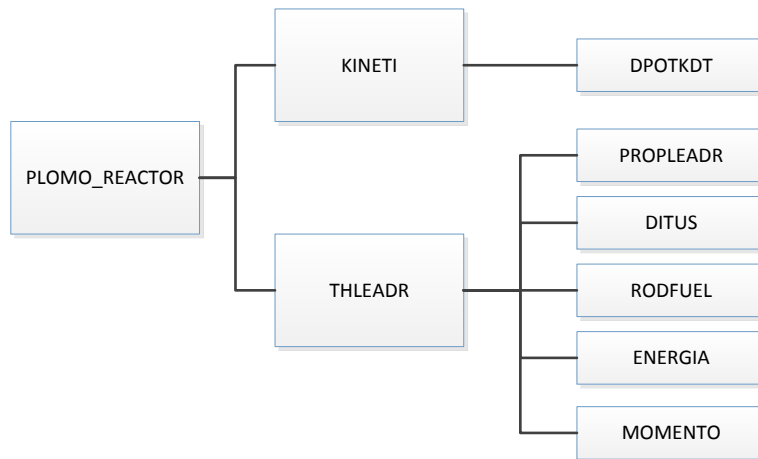 KINETI
DPOTKDT
PLOMO_REACTOR
PROPLEADR
DITUS
THLEADR
RODFUEL
ENERGIA
MOMENTO